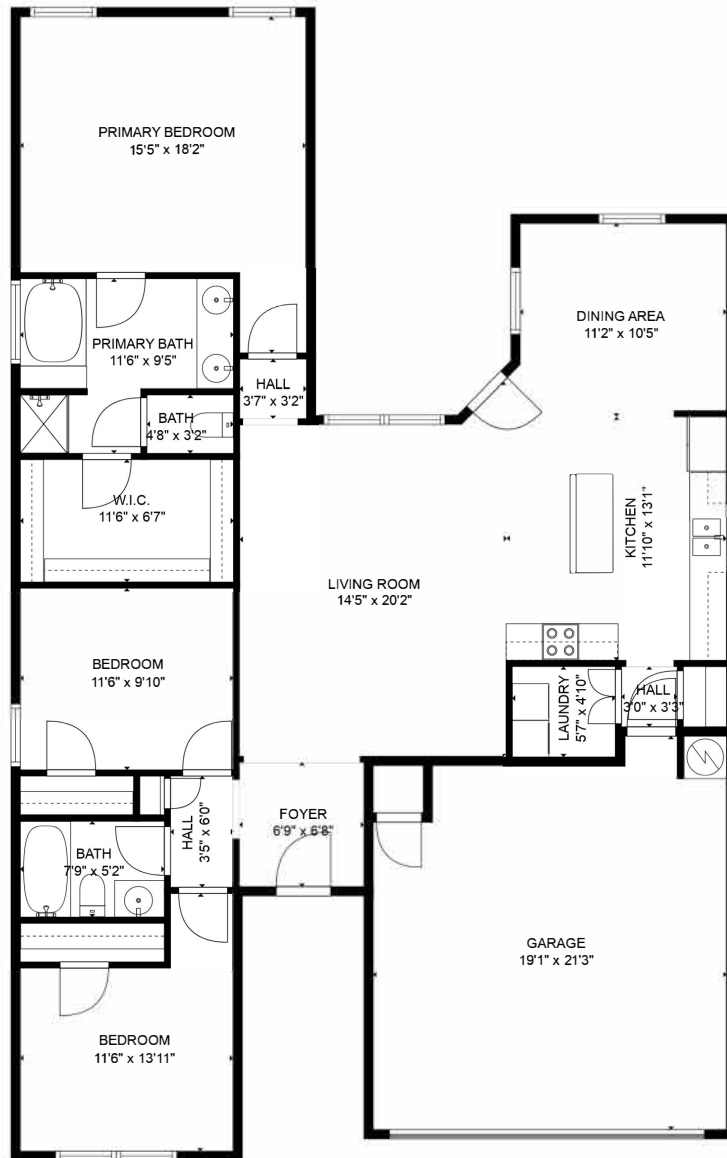 PRIMARY BEDROOM
15'5" x 18'2"
DINING AREA
11'2" x 10'5"
PRIMARY BATH
11'6" x 9'5"
HALL
3'7" x 3'2"
BATH
4'8" x 3'2"
W.I.C.
11'6" x 6'7"
KITCHEN
11'10" x 13'1"
LIVING ROOM
14'5" x 20'2"
BEDROOM
11'6" x 9'10"
LAUNDRY
5'7" x 4'10"
HALL
3'0" x 3'3"
FOYER
6'9" x 6'8"
HALL
3'5" x 6'0"
BATH
7'9" x 5'2"
GARAGE
19'1" x 21'3"
BEDROOM
11'6" x 13'11"